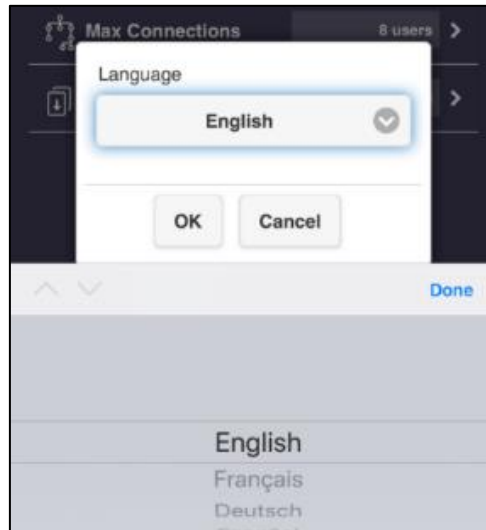 Max Connections 8 users
Language
English
OK Cancel
Done
English
Français
Deutsch